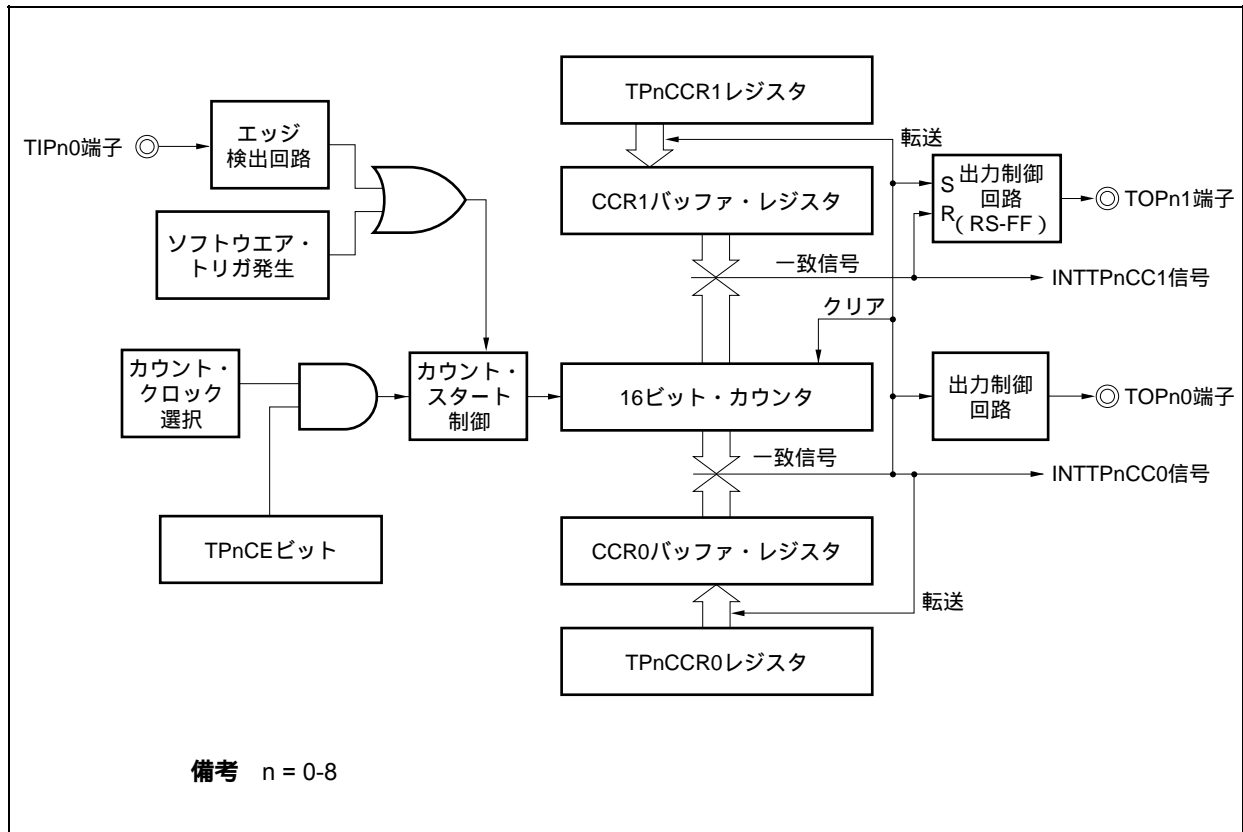 TPnCCR1レジスタ
TIPn0端子
エッジ
検出回路
転送
CCR1バッファ・レジスタ
S
R
出力制御
回路
(RS-FF)
TOPn1端子
ソフトウエア・
トリガ発生
一致信号
INTTPnCC1信号
クリア
カウント・
クロック
選択
カウント・
スタート
制御
16ビット・カウンタ
出力制御
回路
TOPn0端子
一致信号
INTTPnCC0信号
TPnCEビット
CCR0バッファ・レジスタ
転送
TPnCCR0レジスタ
備考 n = 0-8